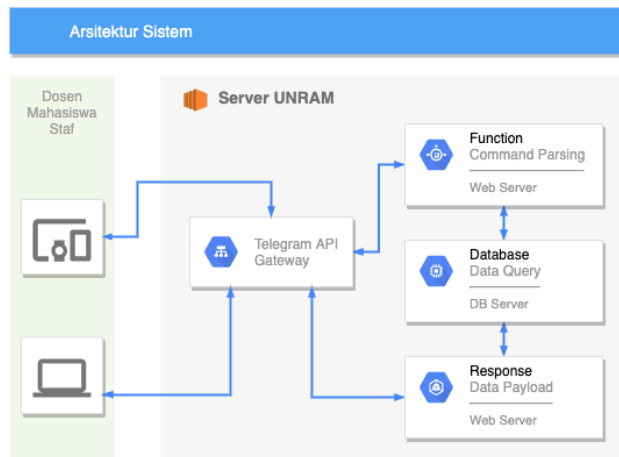 Arsitektur Sistem
Dosen
Mahasiswa
Staf
Server UNRAM
Telegram API
Gateway
Function
Command Parsing
Web Server
Database
Data Query
DB Server
Response
Data Payload
Web Server